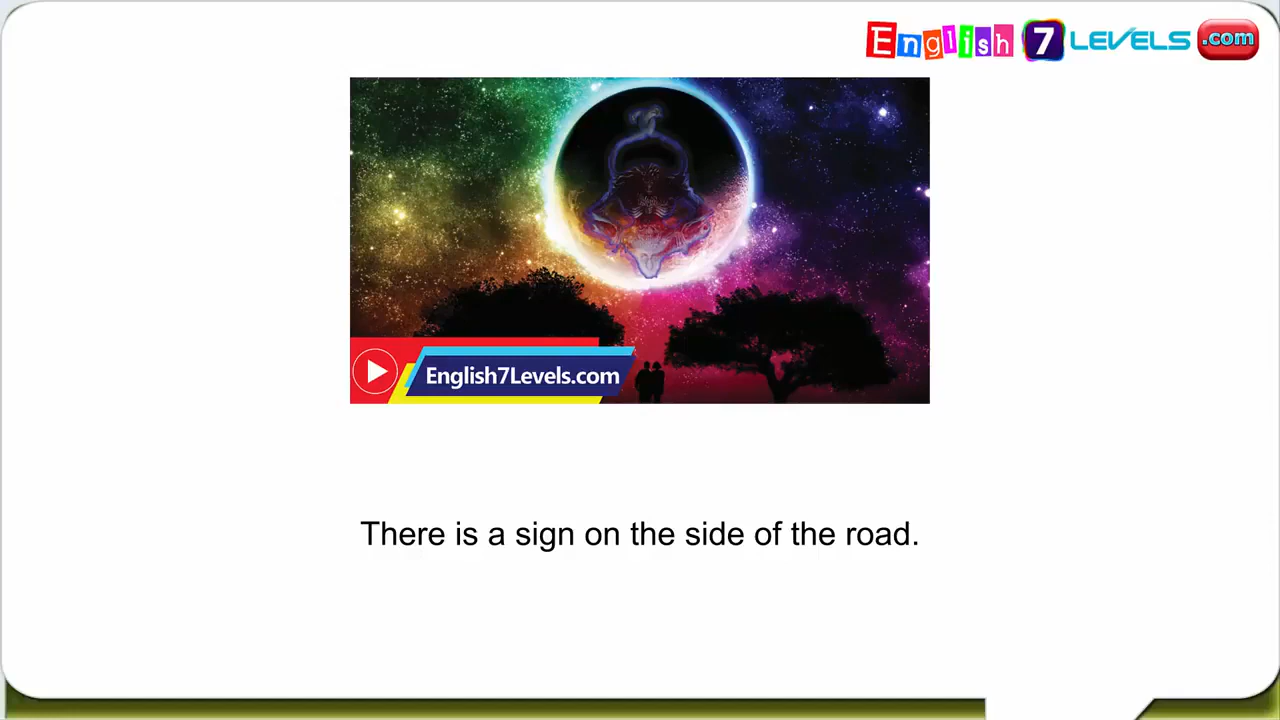 English 7 LEVELS .com
English7Levels.com
There is a sign on the side of the road.